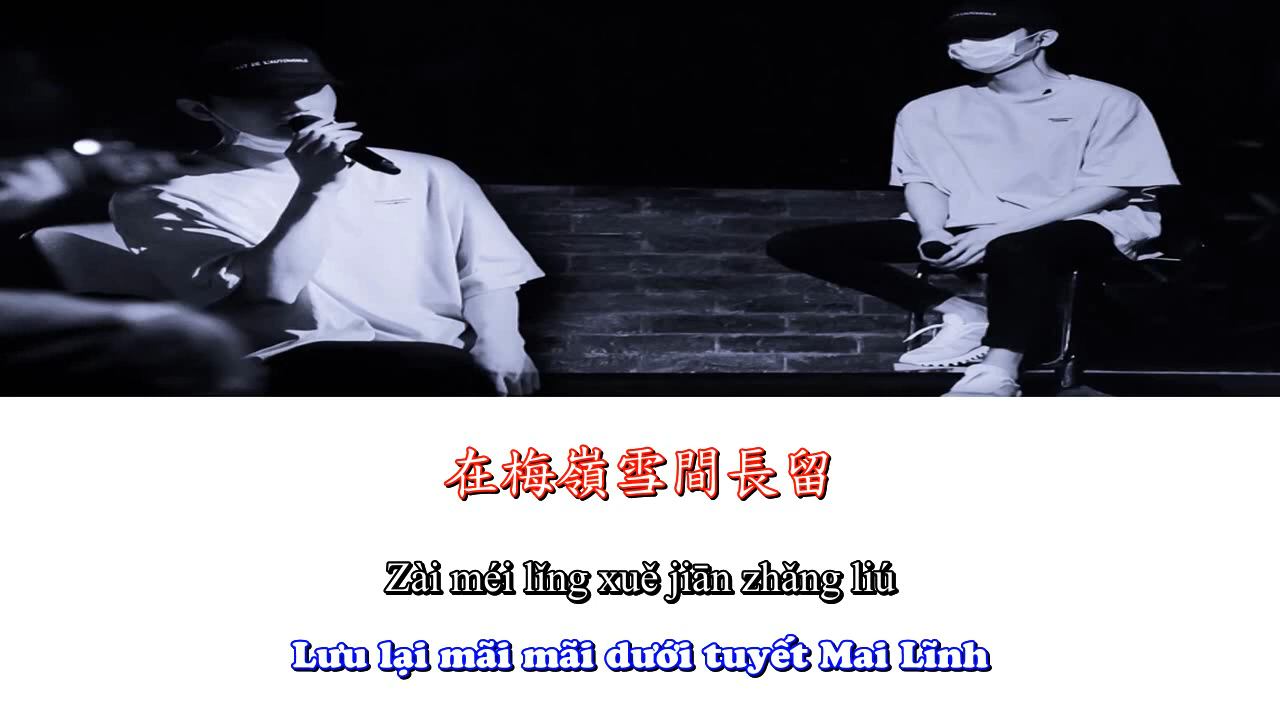 L'AUTOMOBILE
在梅嶺雪間長留
Zài méi lǐng xuě jiān zhǎng liú
Lưu lại mãi mãi dưới tuyết Mai Lĩnh